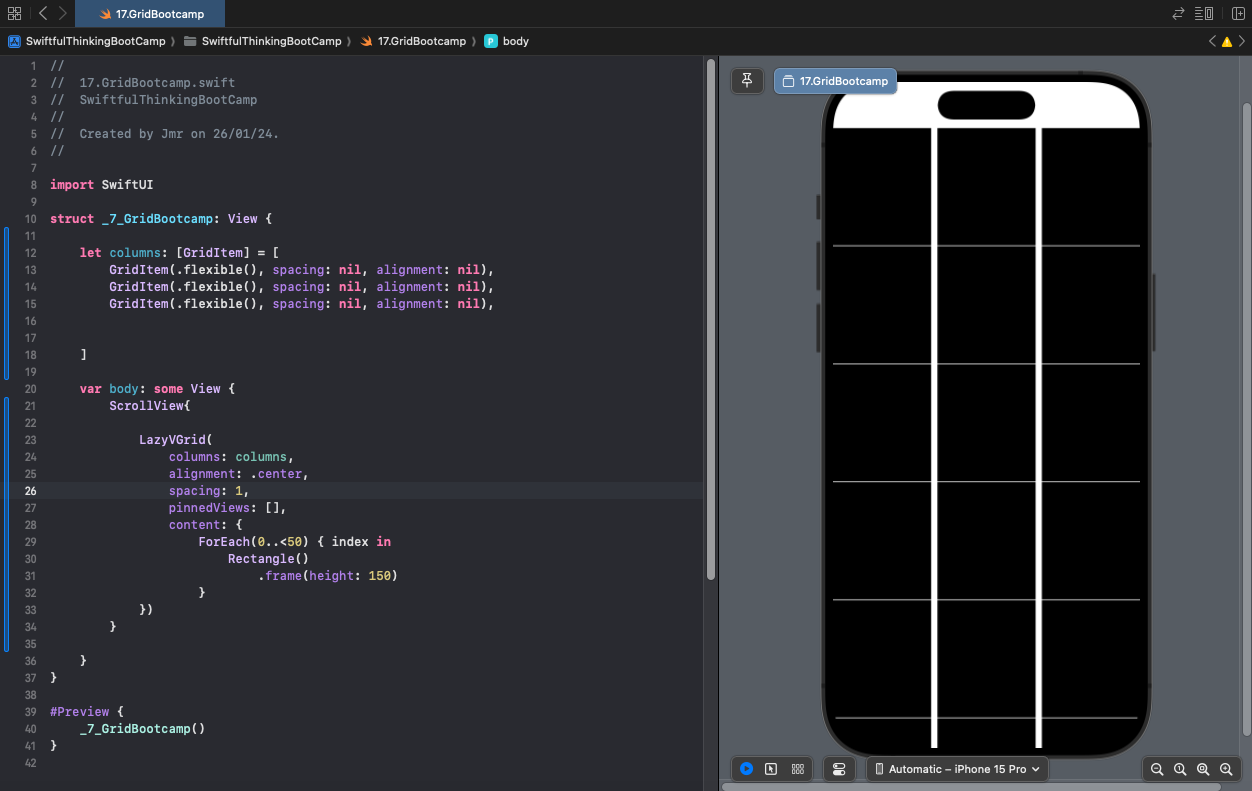 17.GridBootcamp
SwiftfulThinkingBootCamp ⟩ SwiftfulThinkingBootCamp ⟩ 17.GridBootcamp ⟩ P body
1 //
2 //  17.GridBootcamp.swift
3 //  SwiftfulThinkingBootCamp
4 //
5 //  Created by Jmr on 26/01/24.
6 //
7
8 import SwiftUI
9
10 struct _7_GridBootcamp: View {
11
12     let columns: [GridItem] = [
13         GridItem(.flexible(), spacing: nil, alignment: nil),
14         GridItem(.flexible(), spacing: nil, alignment: nil),
15         GridItem(.flexible(), spacing: nil, alignment: nil),
16
17
18     ]
19
20     var body: some View {
21         ScrollView{
22
23             LazyVGrid(
24                 columns: columns,
25                 alignment: .center,
26                 spacing: 1,
27                 pinnedViews: [],
28                 content: {
29                     ForEach(0..<50) { index in
30                         Rectangle()
31                             .frame(height: 150)
32                     }
33             })
34         }
35
36     }
37 }
38
39 #Preview {
40     _7_GridBootcamp()
41 }
42
17.GridBootcamp
Automatic – iPhone 15 Pro